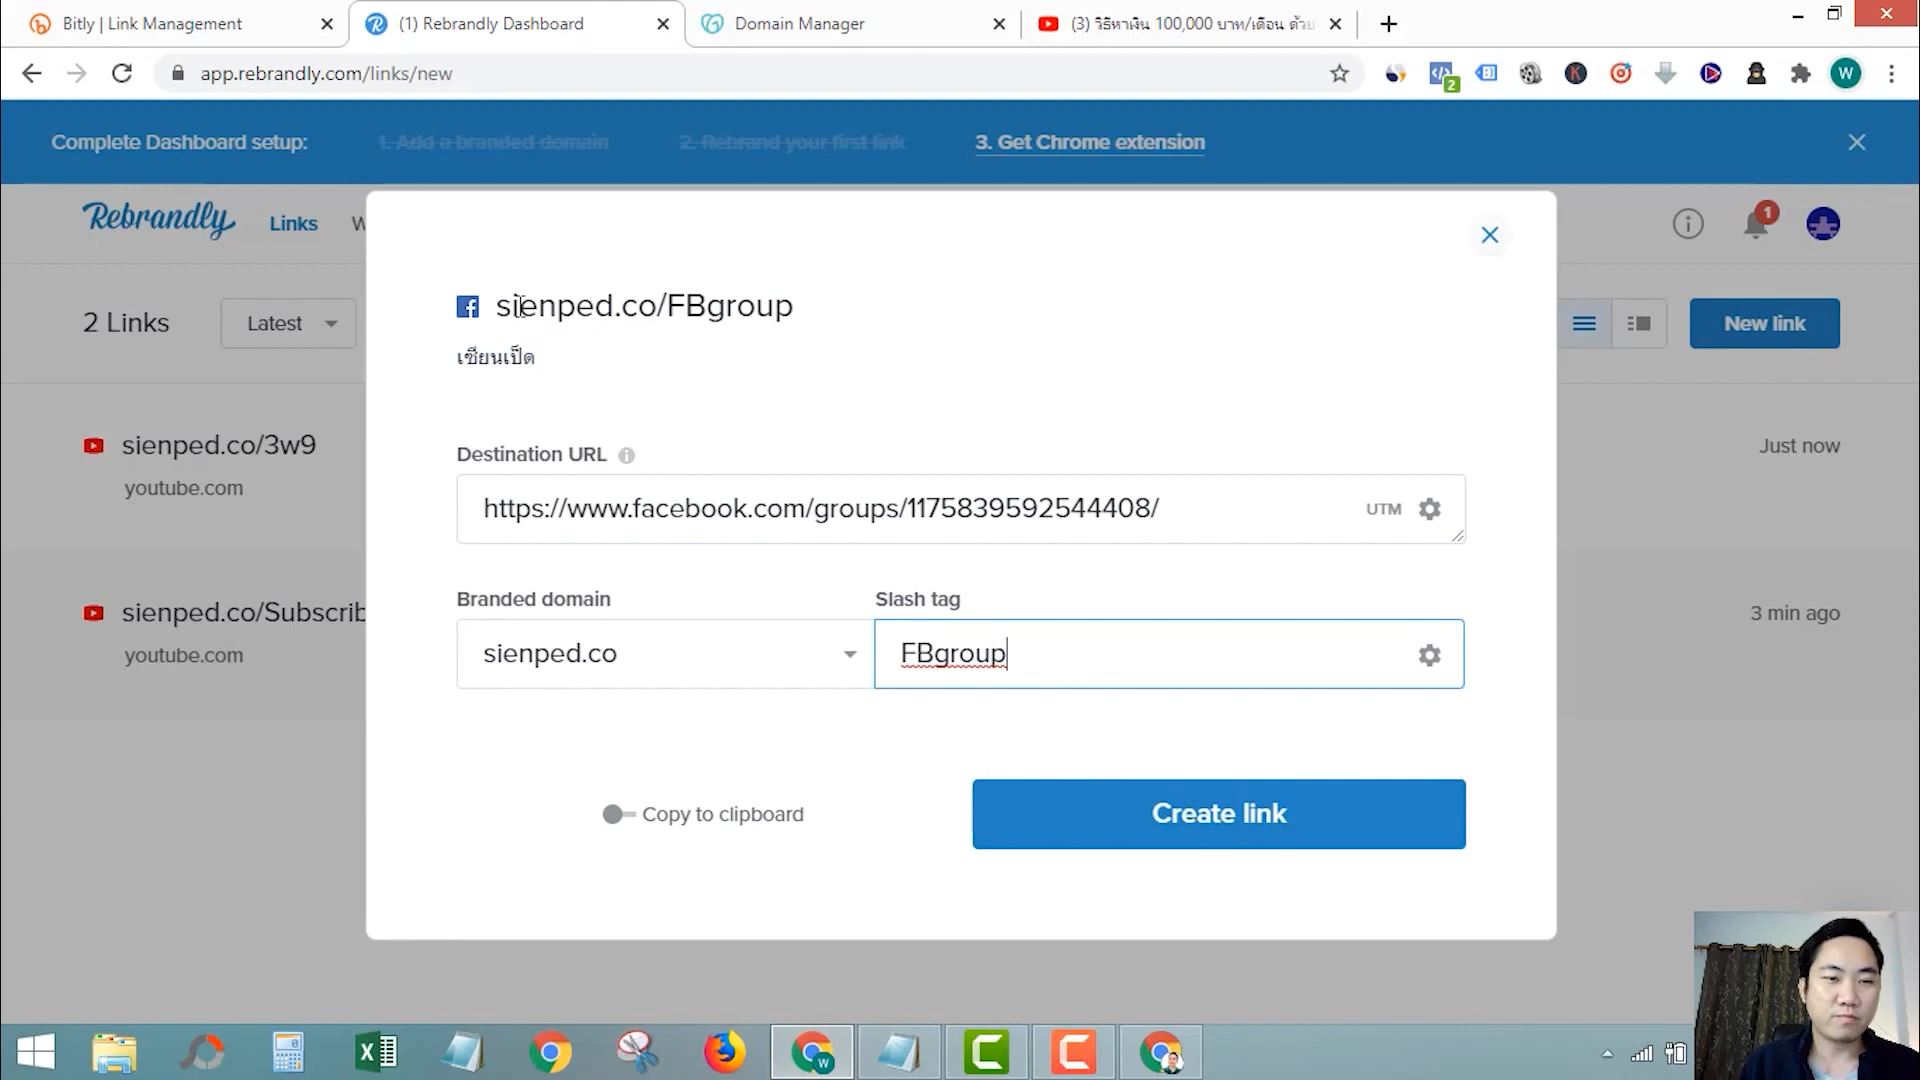 Bitly | Link Management
(1) Rebrandly Dashboard
Domain Manager
(3) วิธีหาเงิน 100,000 บาท/เดือน ด้วย
app.rebrandly.com/links/new
2
W
Complete Dashboard setup:
1. Add a branded domain
2. Rebrand your first link
3. Get Chrome extension
Rebrandly
Links
W
1
2 Links
Latest
New link
sienped.co/3w9
youtube.com
Just now
sienped.co/Subscrib
youtube.com
3 min ago
sienped.co/FBgroup
เซียนเป็ด
Destination URL
https://www.facebook.com/groups/1175839592544408/
UTM
Branded domain
Slash tag
sienped.co
FBgroup
Copy to clipboard
Create link